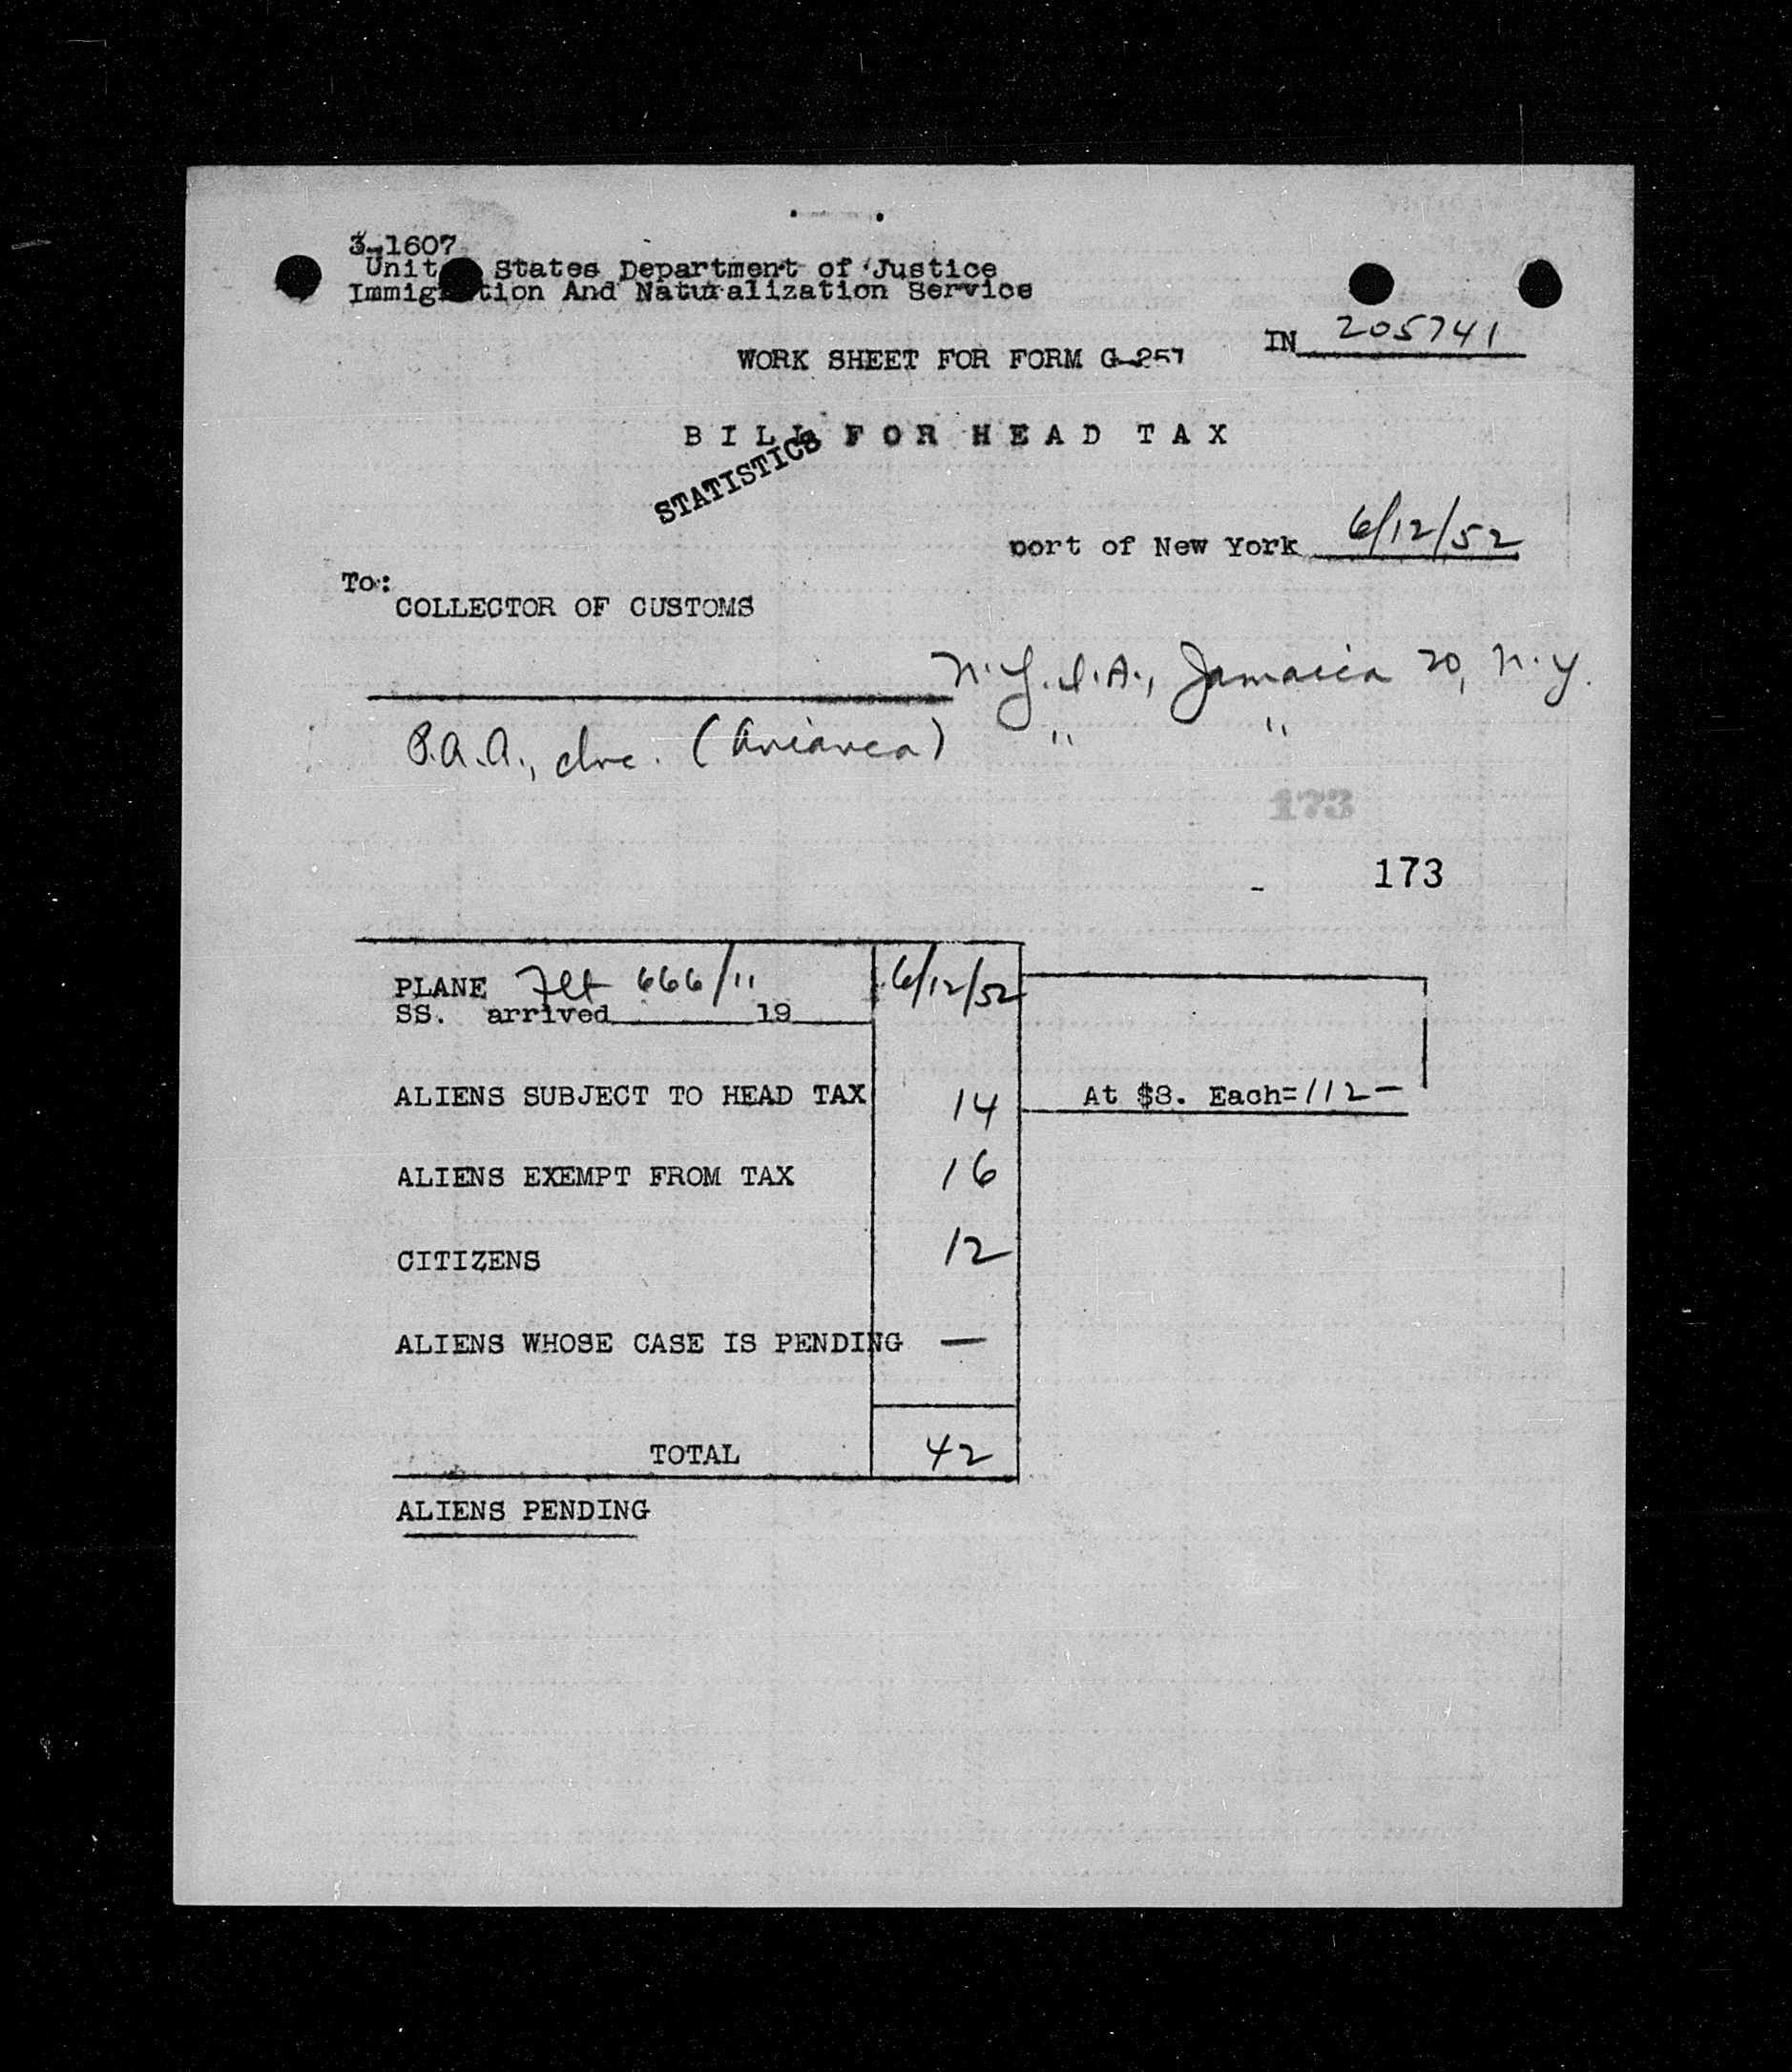 3-1607
United States Department of Justice
Immigration And Naturalization Service
IN 205741
WORK SHEET FOR FORM G-257
BILL FOR HEAD TAX
STATISTICS
port of New York 6/12/52
To:
COLLECTOR OF CUSTOMS
N.Y.I.A., Jamaica 20, N.Y.
P.A.A., Inc. (Avianca) " "
173
173
PLANE Flt 666/11 6/12/52
SS. arrived 19
ALIENS SUBJECT TO HEAD TAX 14 At $8. Each=112-
ALIENS EXEMPT FROM TAX 16
CITIZENS 12
ALIENS WHOSE CASE IS PENDING —
TOTAL 42
ALIENS PENDING